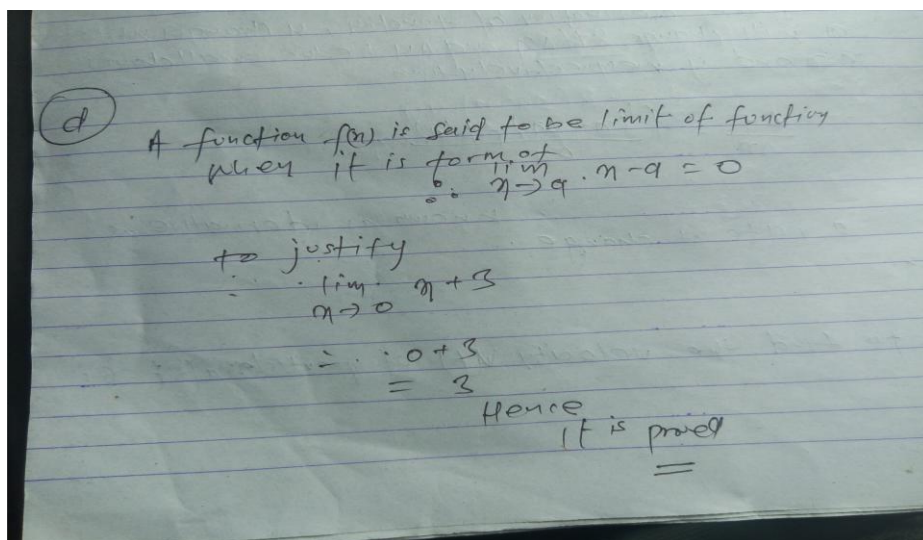 d
A function f(n) is said to be limit of function
when it is form of
∴ lim n→a . n-a = 0
to justify
∴ . lim . n+3
n→0
= . . 0+3
= 3
Hence
it is proved